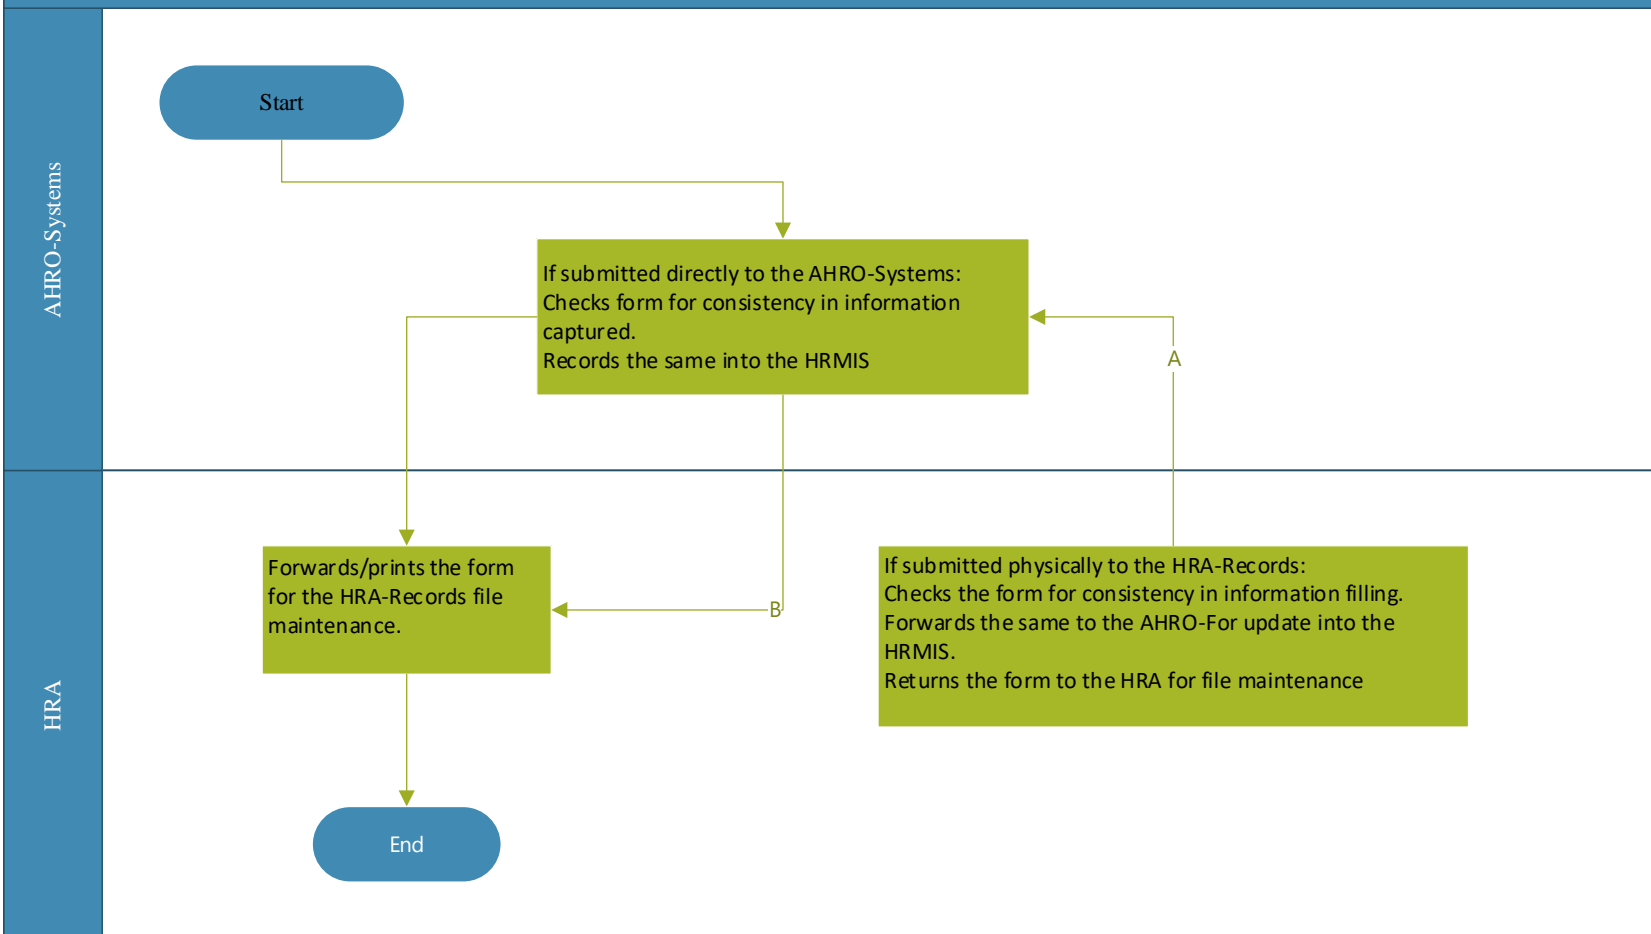 AHRO-Systems
Start
If submitted directly to the AHRO-Systems:
Checks form for consistency in information
captured.
Records the same into the HRMIS
A
HRA
Forwards/prints the form
for the HRA-Records file
maintenance.
B
If submitted physically to the HRA-Records:
Checks the form for consistency in information filling.
Forwards the same to the AHRO-For update into the
HRMIS.
Returns the form to the HRA for file maintenance
End